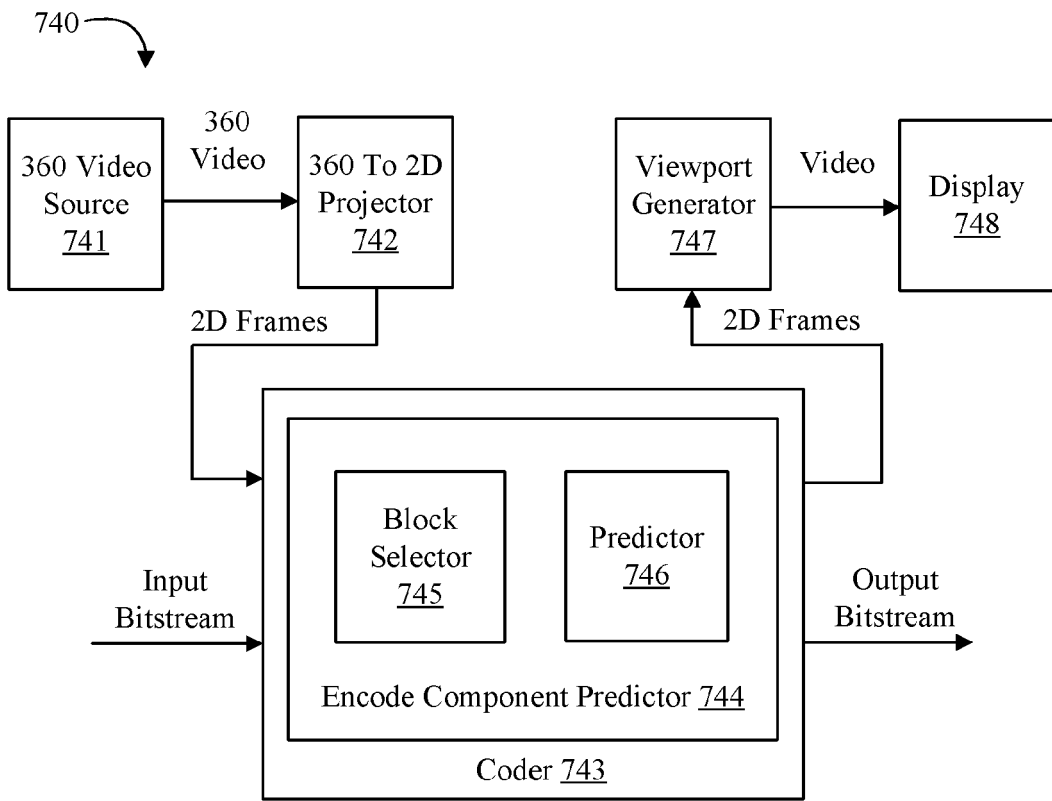 740
360 Video
Source
741
360
Video
360 To 2D
Projector
742
Viewport
Generator
747
Video
Display
748
2D Frames
2D Frames
Block
Selector
745
Predictor
746
Input
Bitstream
Output
Bitstream
Encode Component Predictor 744
Coder 743